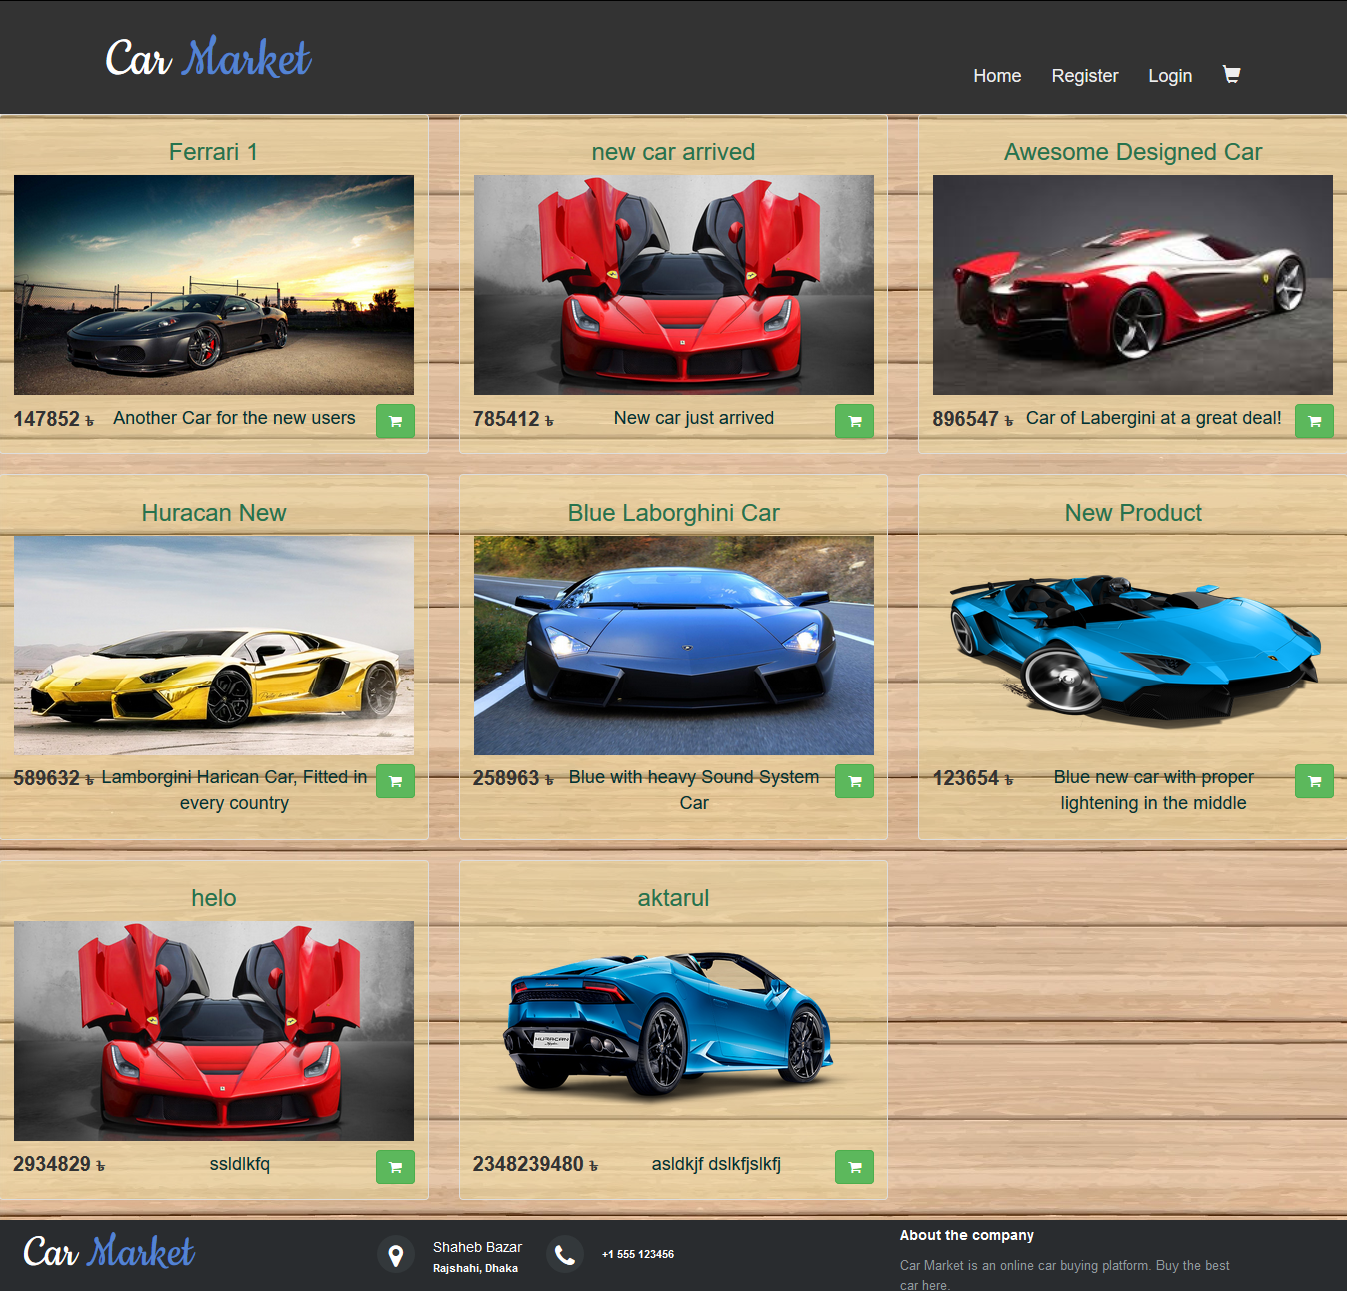 Car Market
Home Register Login
Ferrari 1
147852 ৳ Another Car for the new users
new car arrived
785412 ৳ New car just arrived
Awesome Designed Car
896547 ৳ Car of Labergini at a great deal!
Huracan New
589632 ৳ Lamborgini Harican Car, Fitted in
every country
Blue Laborghini Car
258963 ৳ Blue with heavy Sound System
Car
New Product
123654 ৳ Blue new car with proper
lightening in the middle
helo
2934829 ৳ ssldlkfq
aktarul
HURACAN
2348239480 ৳ asldkjf dslkfjslkfj
Car Market
Shaheb Bazar
Rajshahi, Dhaka
+1 555 123456
About the company
Car Market is an online car buying platform. Buy the best
car here.